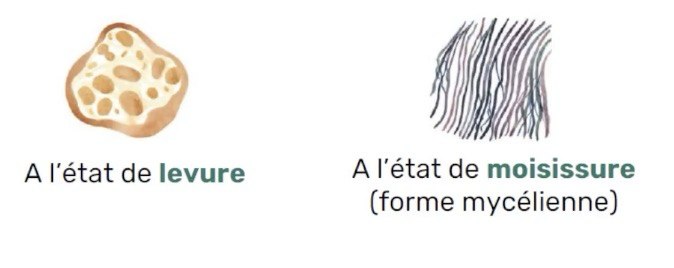 A l'état de levure
A l'état de moisissure
(forme mycélienne)